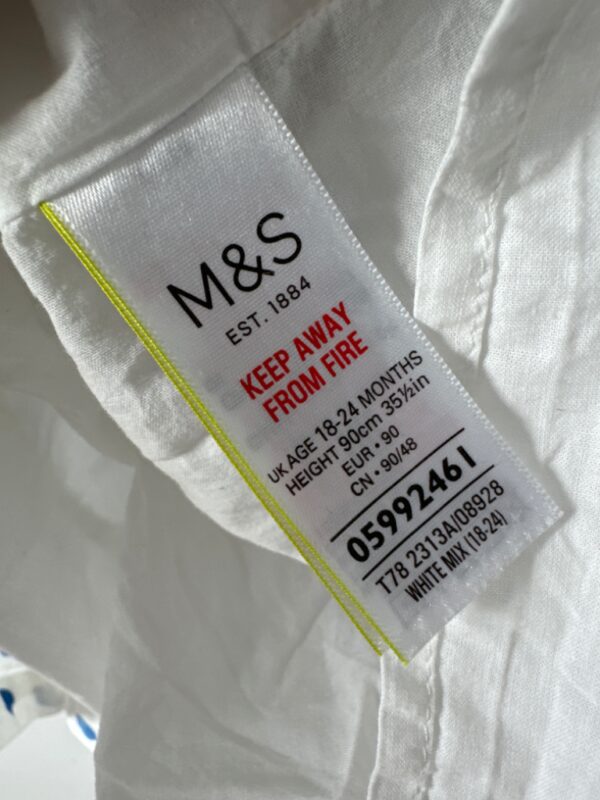 M&S
EST. 1884
KEEP AWAY
FROM FIRE
UK AGE 18-24 MONTHS
HEIGHT 90cm 35½in
EUR • 90
CN • 90/48
05992461
T78 2313A/08928
WHITE MIX (18-24)